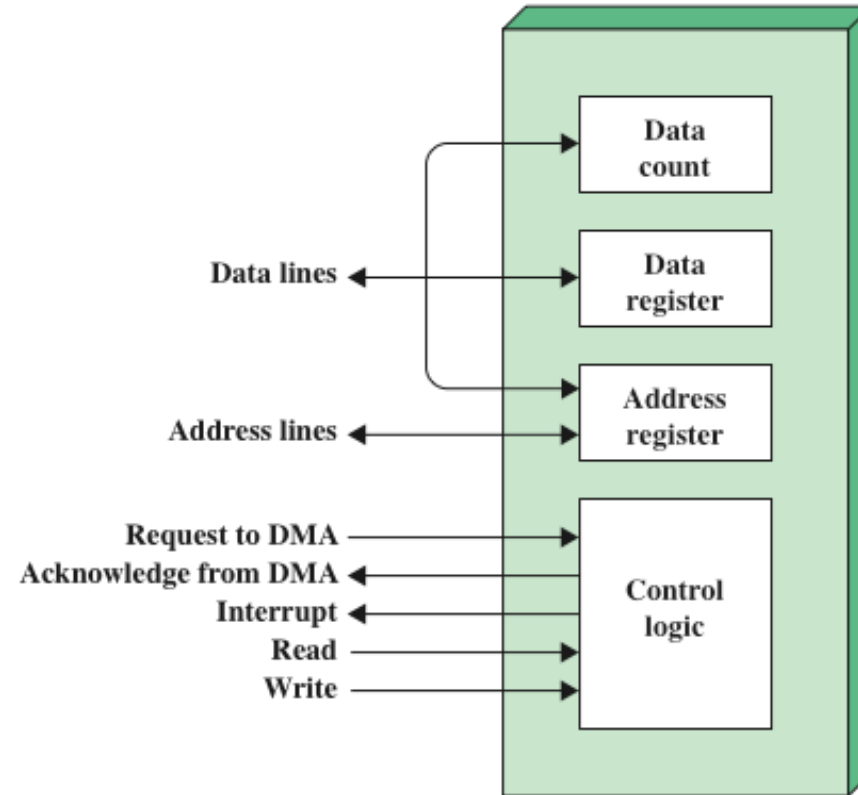 Data
count
Data lines
Data
register
Address lines
Address
register
Request to DMA
Acknowledge from DMA
Interrupt
Read
Write
Control
logic